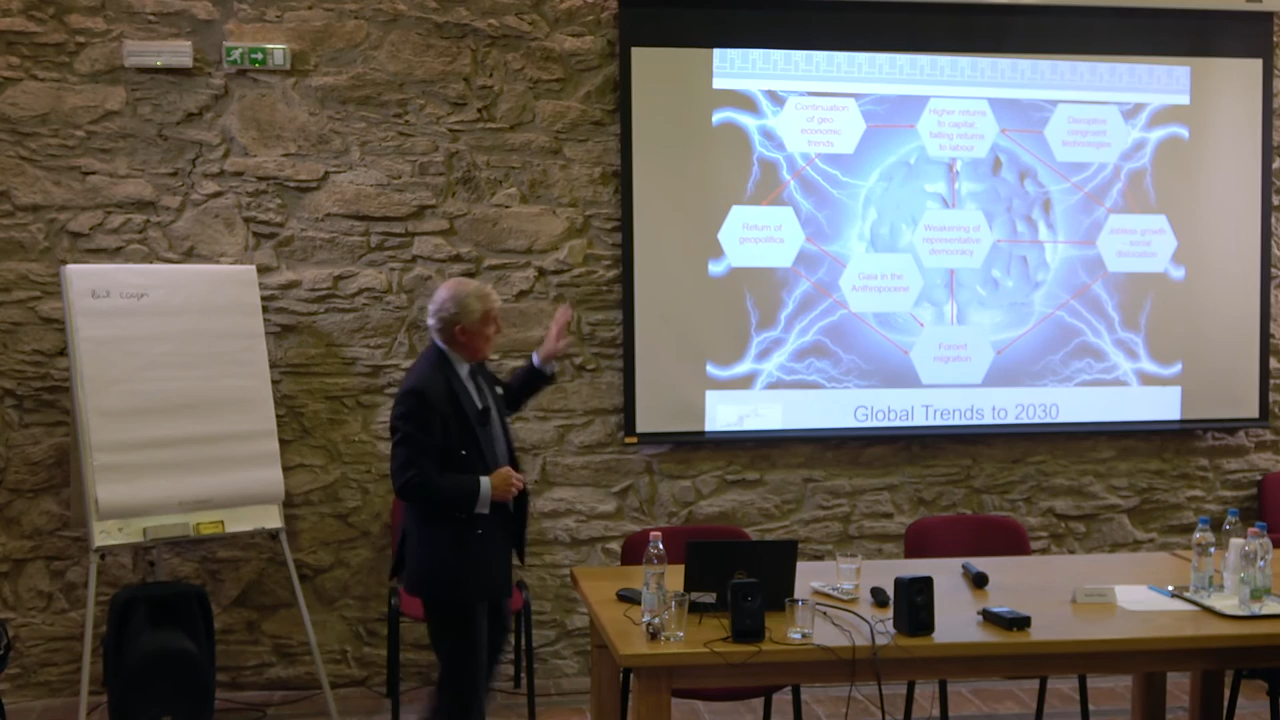 Continuation
of geo
economic
trends
Higher returns
to capital;
falling returns
to labour
Disruptive
congruent
technologies
Return of
geopolitics
Weakening of
representative
democracy
Jobless growth
– social
dislocation
Gaia in the
Anthropocene
Forced
migration
Global Trends to 2030